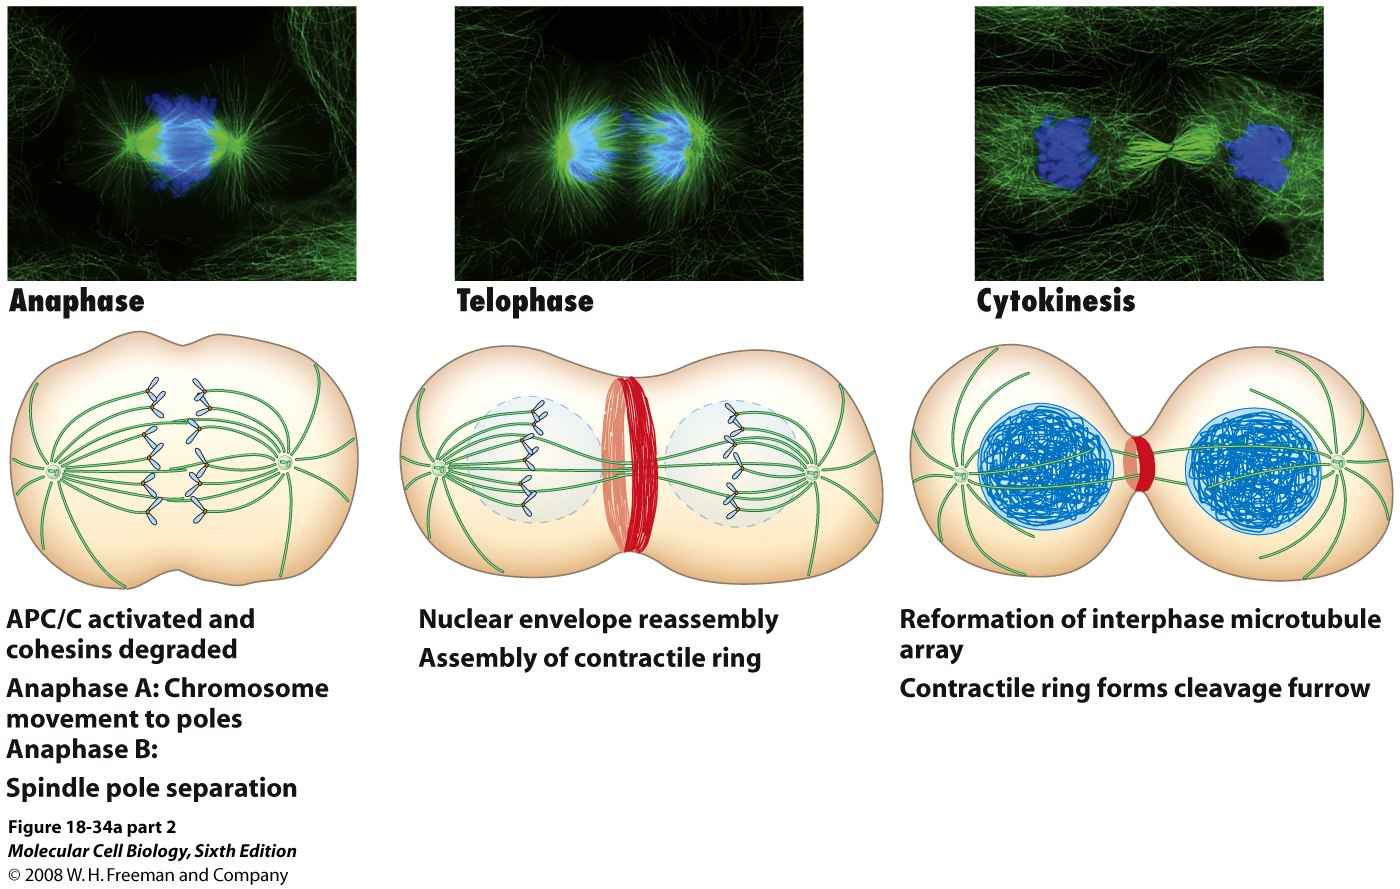 Anaphase
Telophase
Cytokinesis
APC/C activated and
cohesins degraded
Anaphase A: Chromosome
movement to poles
Anaphase B:
Spindle pole separation
Nuclear envelope reassembly
Assembly of contractile ring
Reformation of interphase microtubule
array
Contractile ring forms cleavage furrow
Figure 18-34a part 2
Molecular Cell Biology, Sixth Edition
© 2008 W. H. Freeman and Company